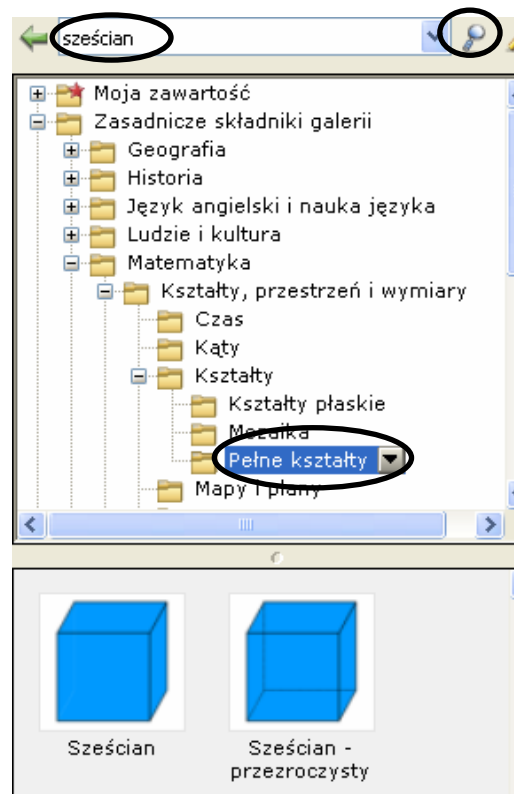 sześcian
Moja zawartość
Zasadnicze składniki galerii
Geografia
Historia
Język angielski i nauka języka
Ludzie i kultura
Matematyka
Kształty, przestrzeń i wymiary
Czas
Kąty
Kształty
Kształty płaskie
Mozaika
Pełne kształty
Mapy i plany
Sześcian
Sześcian -
przezroczysty